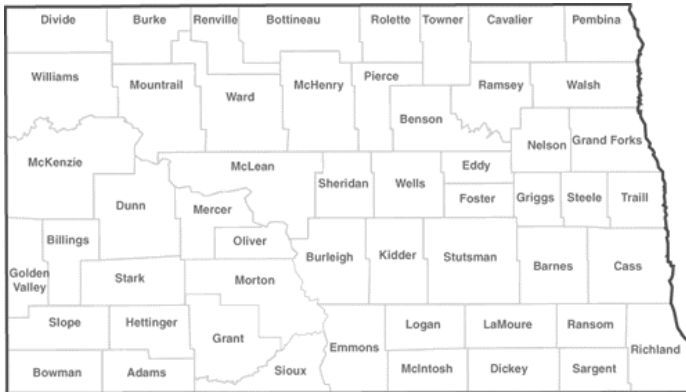 Divide
Burke
Renville
Bottineau
Rolette
Towner
Cavalier
Pembina
Williams
Mountrail
Ward
McHenry
Pierce
Benson
Ramsey
Walsh
McKenzie
McLean
Sheridan
Wells
Eddy
Foster
Nelson
Grand Forks
Dunn
Mercer
Oliver
Griggs
Steele
Traill
Golden
Valley
Billings
Stark
Morton
Burleigh
Kidder
Stutsman
Barnes
Cass
Slope
Hettinger
Grant
Emmons
Logan
LaMoure
Ransom
Richland
Bowman
Adams
Sioux
McIntosh
Dickey
Sargent